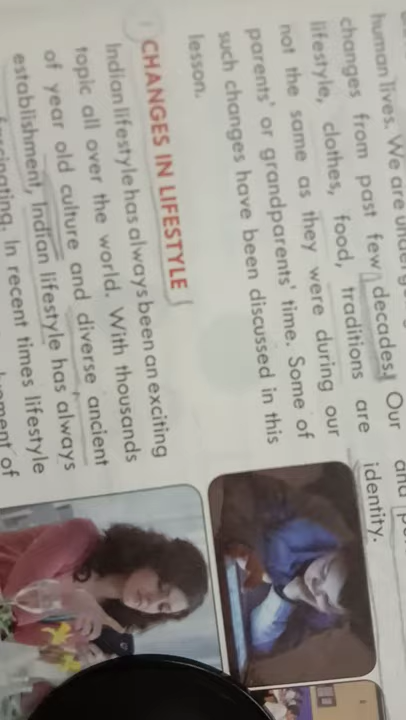 human lives. We are
changes from past few decades. Our
lifestyle, clothes, food, traditions are
not the same as they were during our
parents' or grandparents' time. Some of
such changes have been discussed in this
lesson.
and
identity.
CHANGES IN LIFESTYLE
Indian lifestyle has always been an exciting
topic all over the world. With thousands
of year old culture and diverse ancient
establishment, Indian lifestyle has always
In recent times lifestyle
of